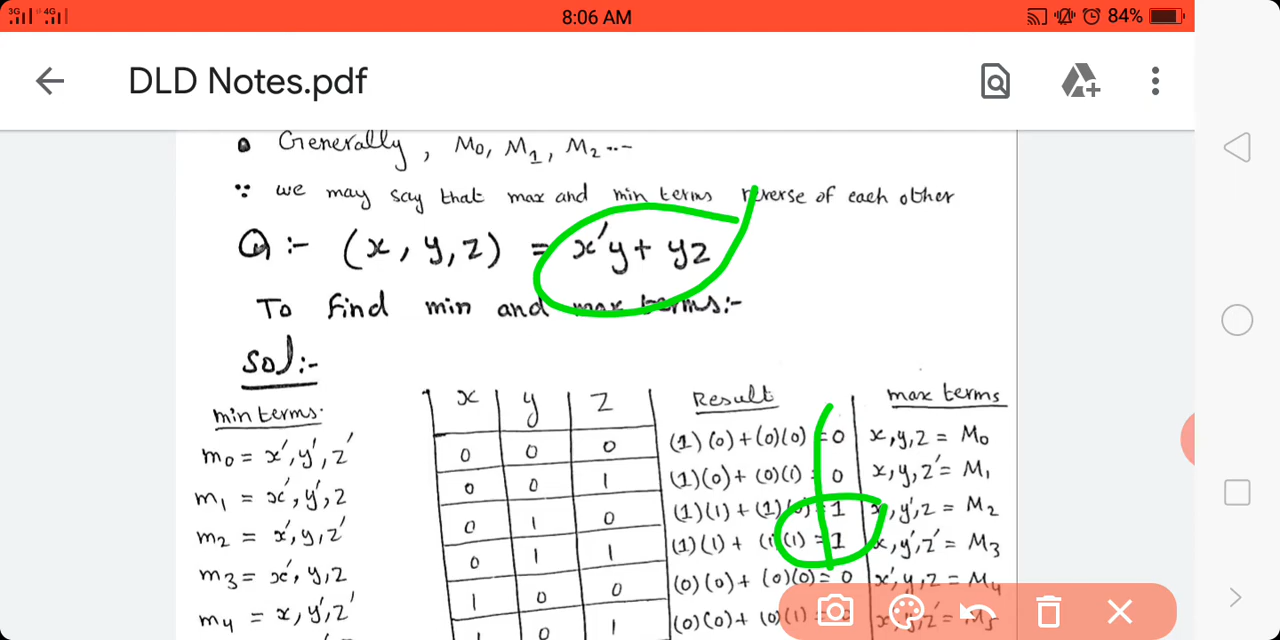 3G 4G 8:06 AM 84%
DLD Notes.pdf
Generally, M0, M1, M2 ---
∵ we may say that max and min terms reverse of each other
Q :- (x, y, z) = x'y + yz
To Find min and max terms:-
Sol:-
min terms. x y z Result max terms
m0 = x', y', z' 0 0 0 (1)(0)+(0)(0) = 0 x, y, z = M0
m1 = x', y', z 0 0 1 (1)(0)+(0)(1) = 0 x, y, z' = M1
m2 = x', y, z' 0 1 0 (1)(1)+(1)(0) = 1 x, y', z = M2
m3 = x', y, z 0 1 1 (1)(1)+(1)(1) = 1 x, y', z' = M3
m4 = x, y', z' 1 0 0 (0)(0)+(0)(0) = 0 x', y, z = M4
1 0 1 (0)(0)+(0)(1) =